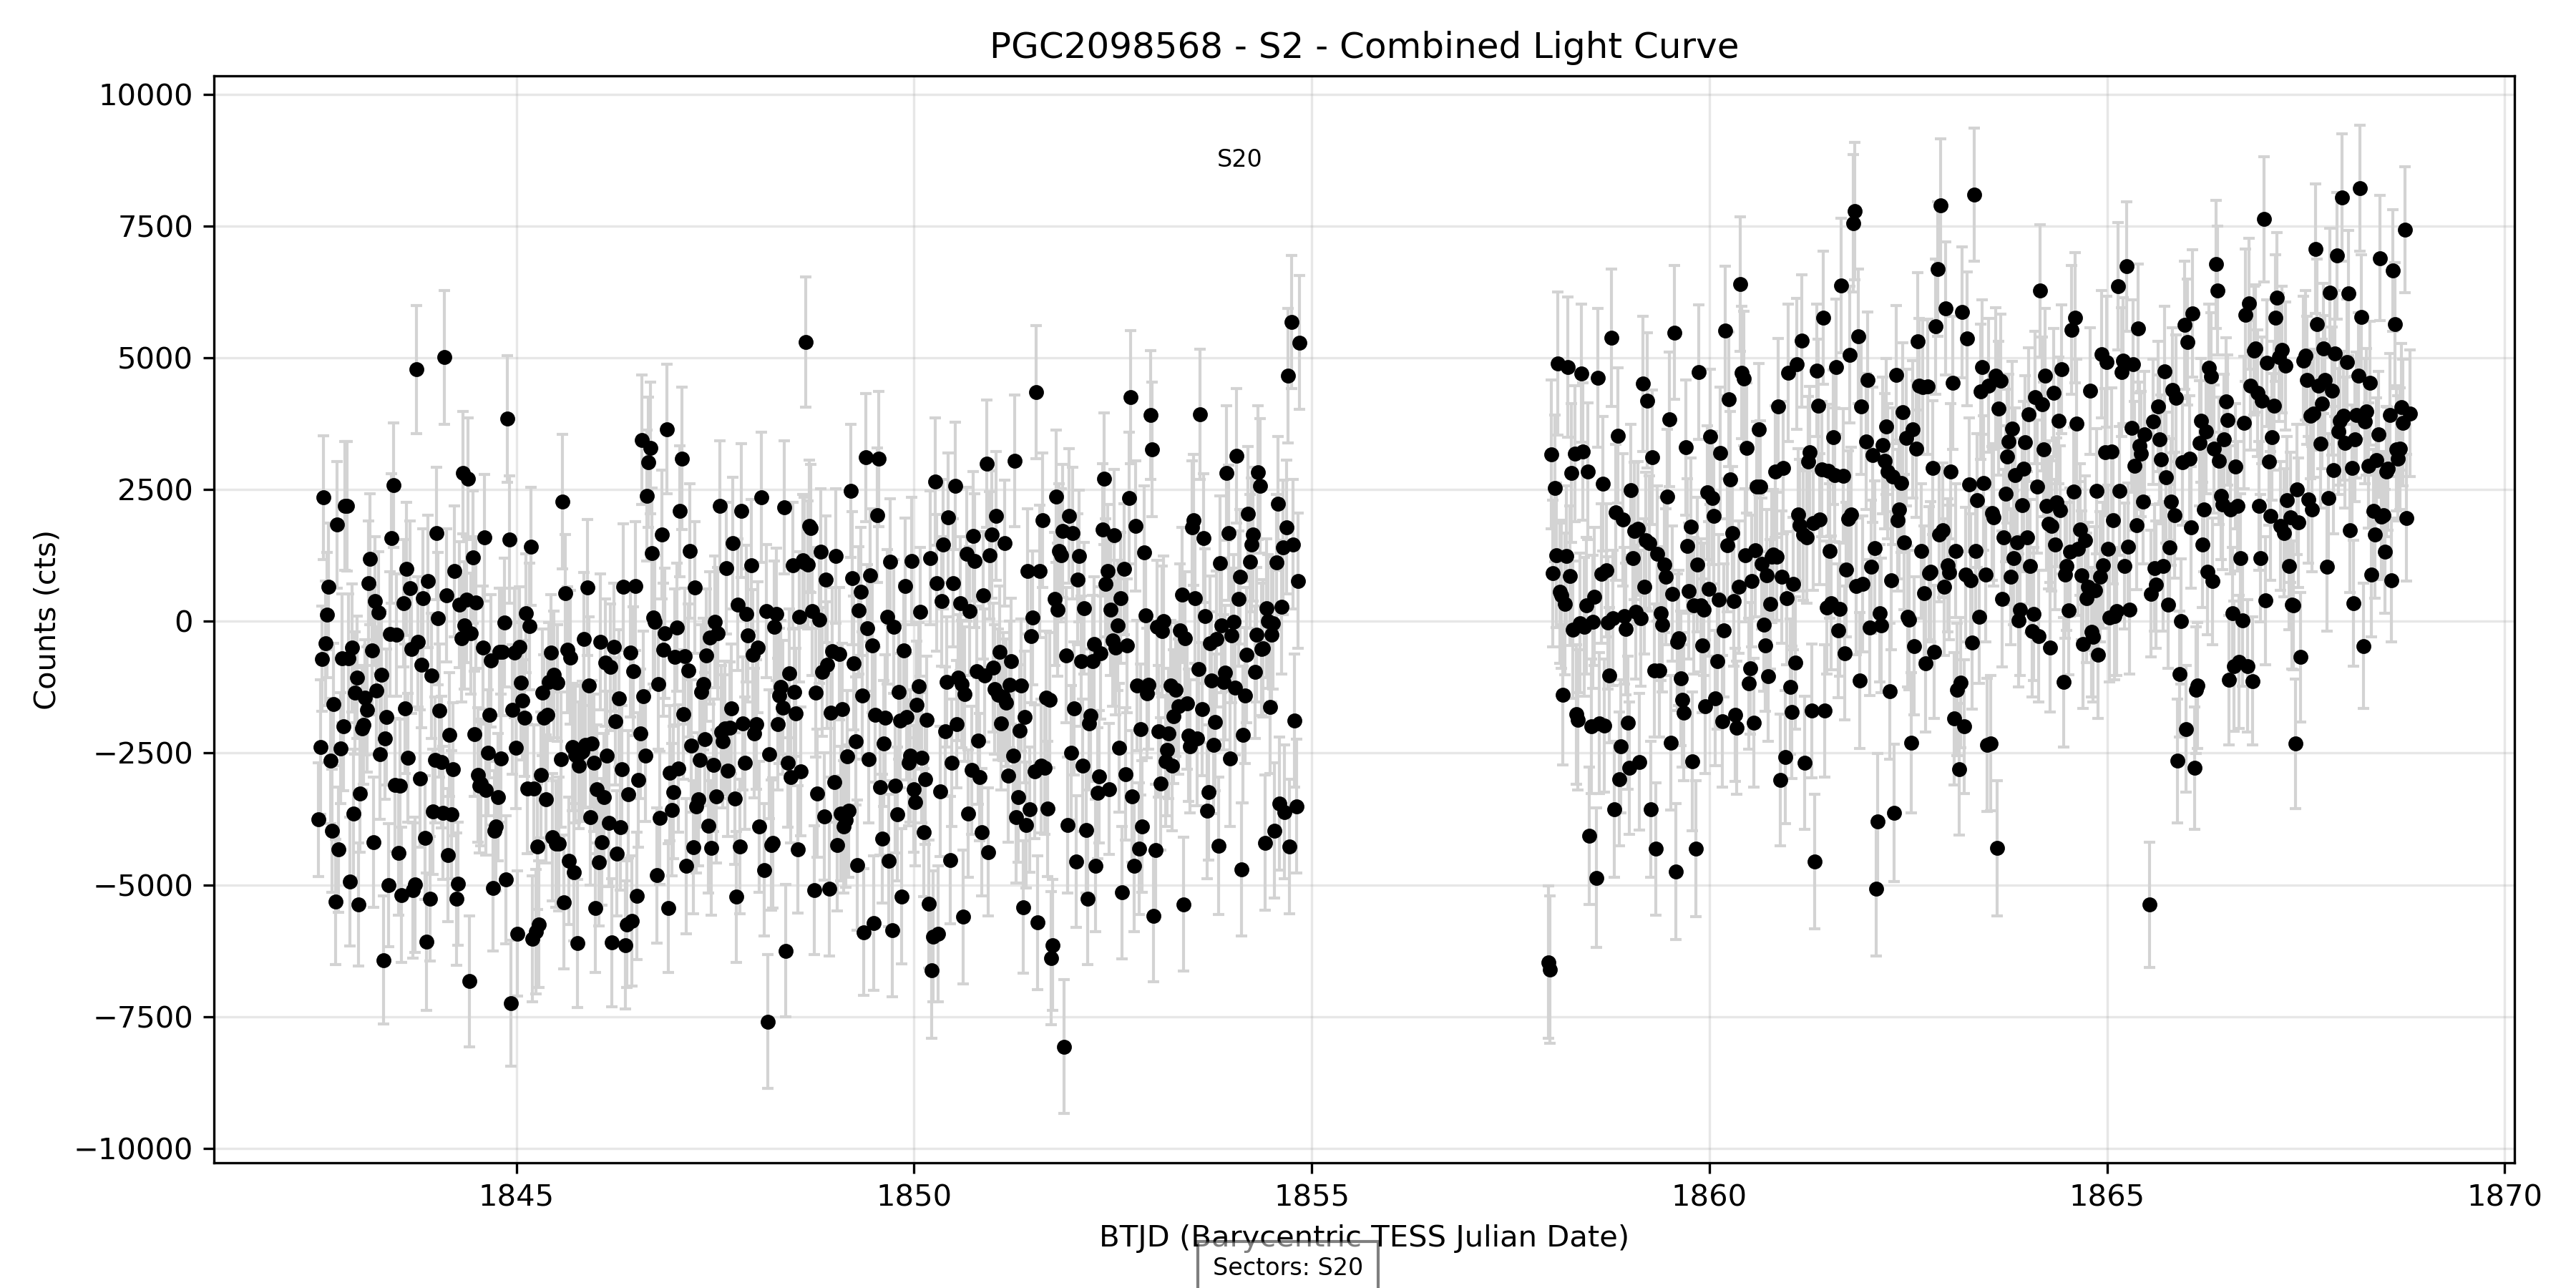 PGC2098568 - S2 - Combined Light Curve
S20
Counts (cts)
10000
7500
5000
2500
0
−2500
−5000
−7500
−10000
1845 1850 1855 1860 1865 1870
BTJD (Barycentric TESS Julian Date)
Sectors: S20